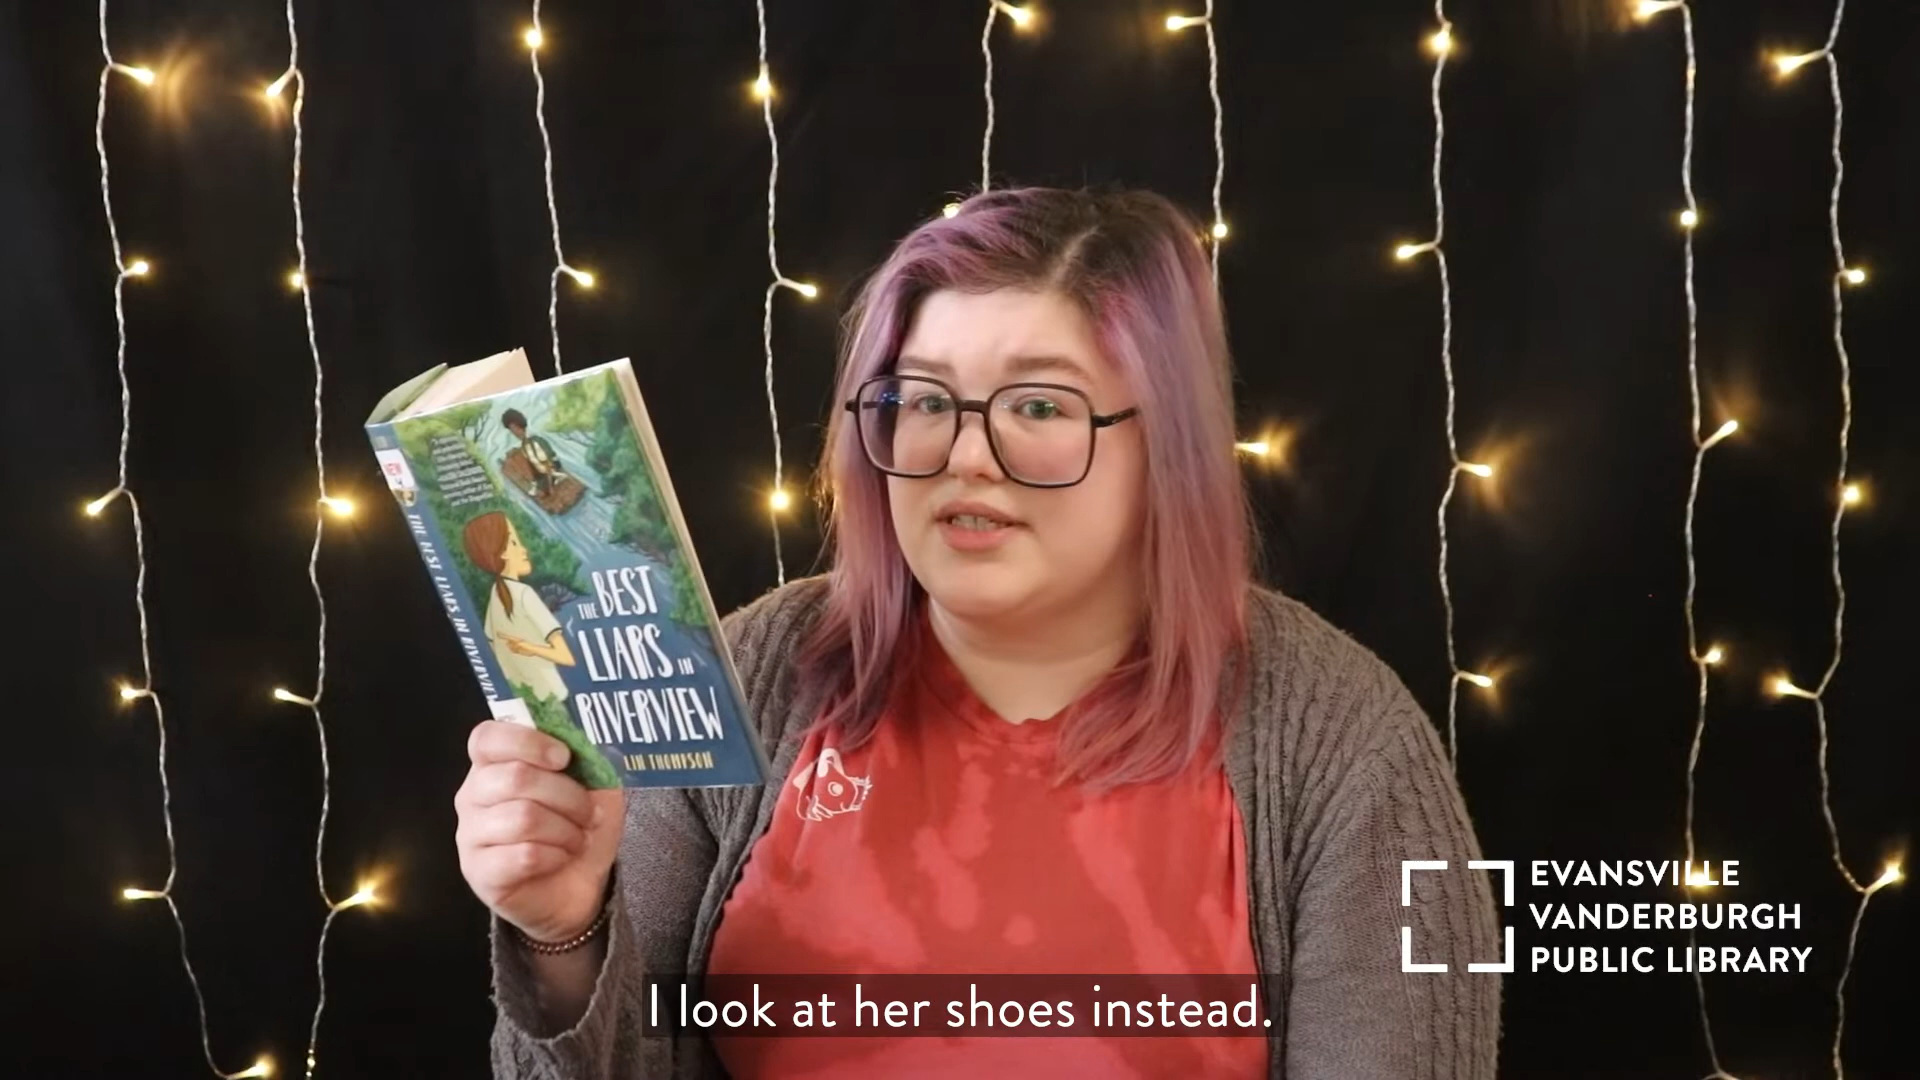 NEW
THE BEST LIARS IN RIVERVIEW
THE BEST
LIARS IN
RIVERVIEW
LIN THOMPSON
EVANSVILLE
VANDERBURGH
PUBLIC LIBRARY
I look at her shoes instead.